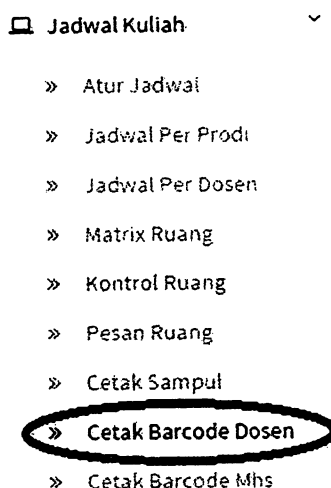 Jadwal Kuliah
» Atur Jadwal
» Jadwal Per Prodi
» Jadwal Per Dosen
» Matrix Ruang
» Kontrol Ruang
» Pesan Ruang
» Cetak Sampul
» Cetak Barcode Dosen
» Cetak Barcode Mhs